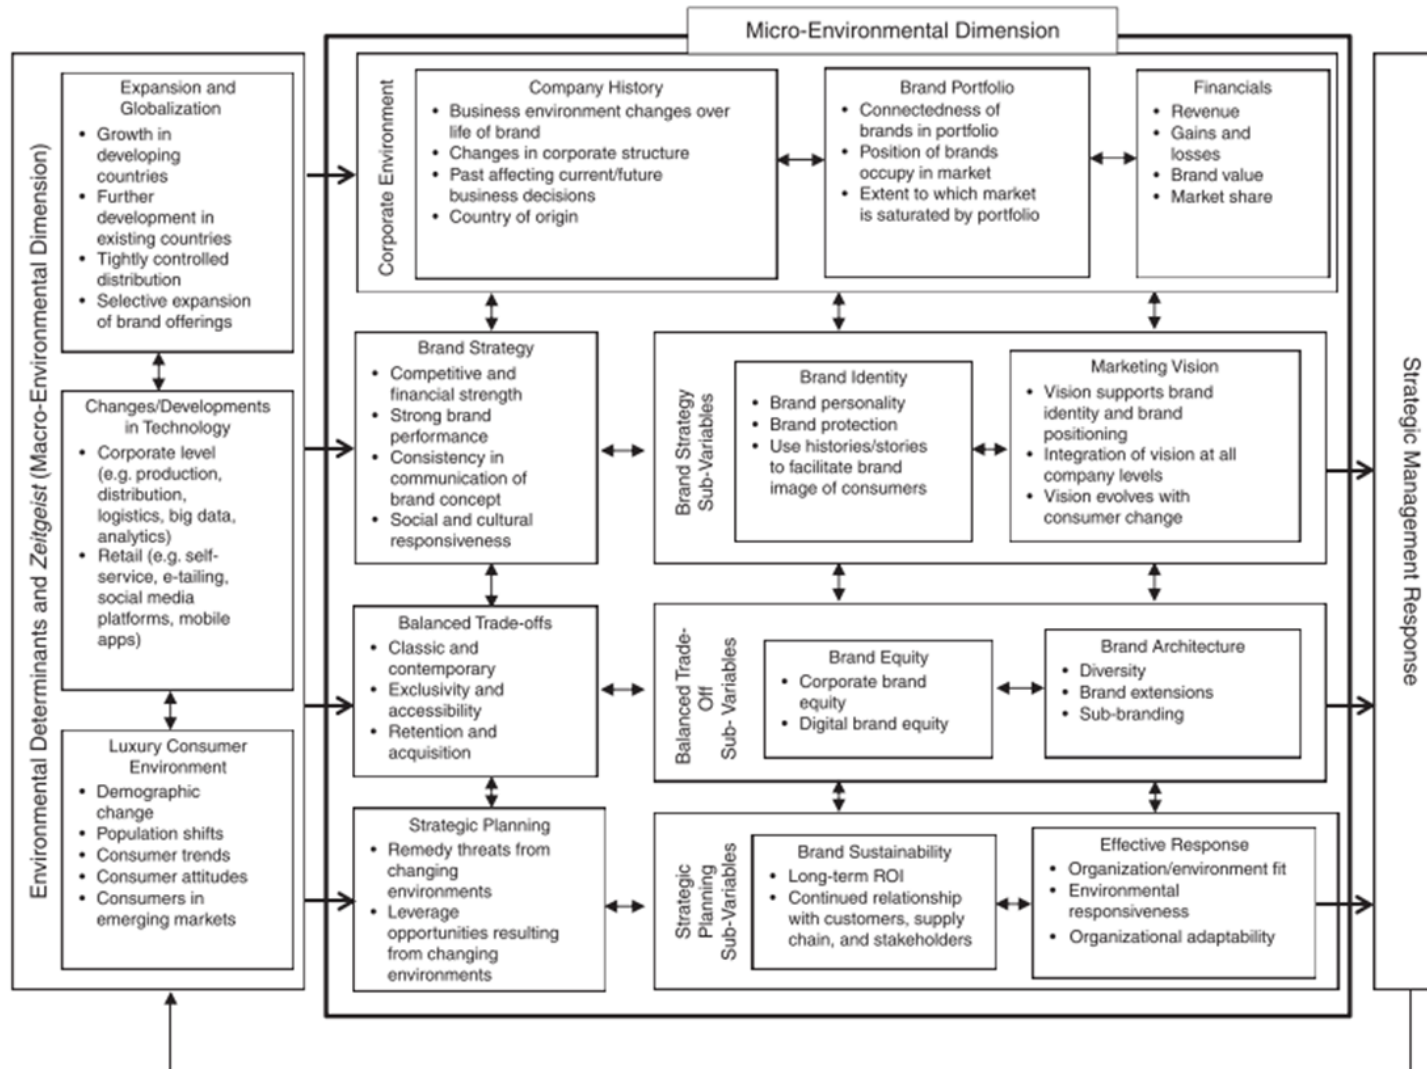 Micro-Environmental Dimension
Environmental Determinants and Zeitgeist (Macro-Environmental Dimension)
Expansion and
Globalization
• Growth in
developing
countries
• Further
development in
existing countries
• Tightly controlled
distribution
• Selective expansion
of brand offerings
Changes/Developments
in Technology
• Corporate level
(e.g. production,
distribution,
logistics, big data,
analytics)
• Retail (e.g. self-
service, e-tailing,
social media
platforms, mobile
apps)
Luxury Consumer
Environment
• Demographic
change
• Population shifts
• Consumer trends
• Consumer attitudes
• Consumers in
emerging markets
Corporate Environment
Company History
• Business environment changes over
life of brand
• Changes in corporate structure
• Past affecting current/future
business decisions
• Country of origin
Brand Portfolio
• Connectedness of
brands in portfolio
• Position of brands
occupy in market
• Extent to which market
is saturated by portfolio
Financials
• Revenue
• Gains and
losses
• Brand value
• Market share
Brand Strategy
• Competitive and
financial strength
• Strong brand
performance
• Consistency in
communication of
brand concept
• Social and cultural
responsiveness
Brand Strategy
Sub-Variables
Brand Identity
• Brand personality
• Brand protection
• Use histories/stories
to facilitate brand
image of consumers
Marketing Vision
• Vision supports brand
identity and brand
positioning
• Integration of vision at all
company levels
• Vision evolves with
consumer change
Balanced Trade-offs
• Classic and
contemporary
• Exclusivity and
accessibility
• Retention and
acquisition
Balanced Trade-
Off
Sub- Variables
Brand Equity
• Corporate brand
equity
• Digital brand equity
Brand Architecture
• Diversity
• Brand extensions
• Sub-branding
Strategic Planning
• Remedy threats from
changing
environments
• Leverage
opportunities resulting
from changing
environments
Strategic
Planning
Sub-Variables
Brand Sustainability
• Long-term ROI
• Continued relationship
with customers, supply
chain, and stakeholders
Effective Response
• Organization/environment fit
• Environmental
responsiveness
• Organizational adaptability
Strategic Management Response